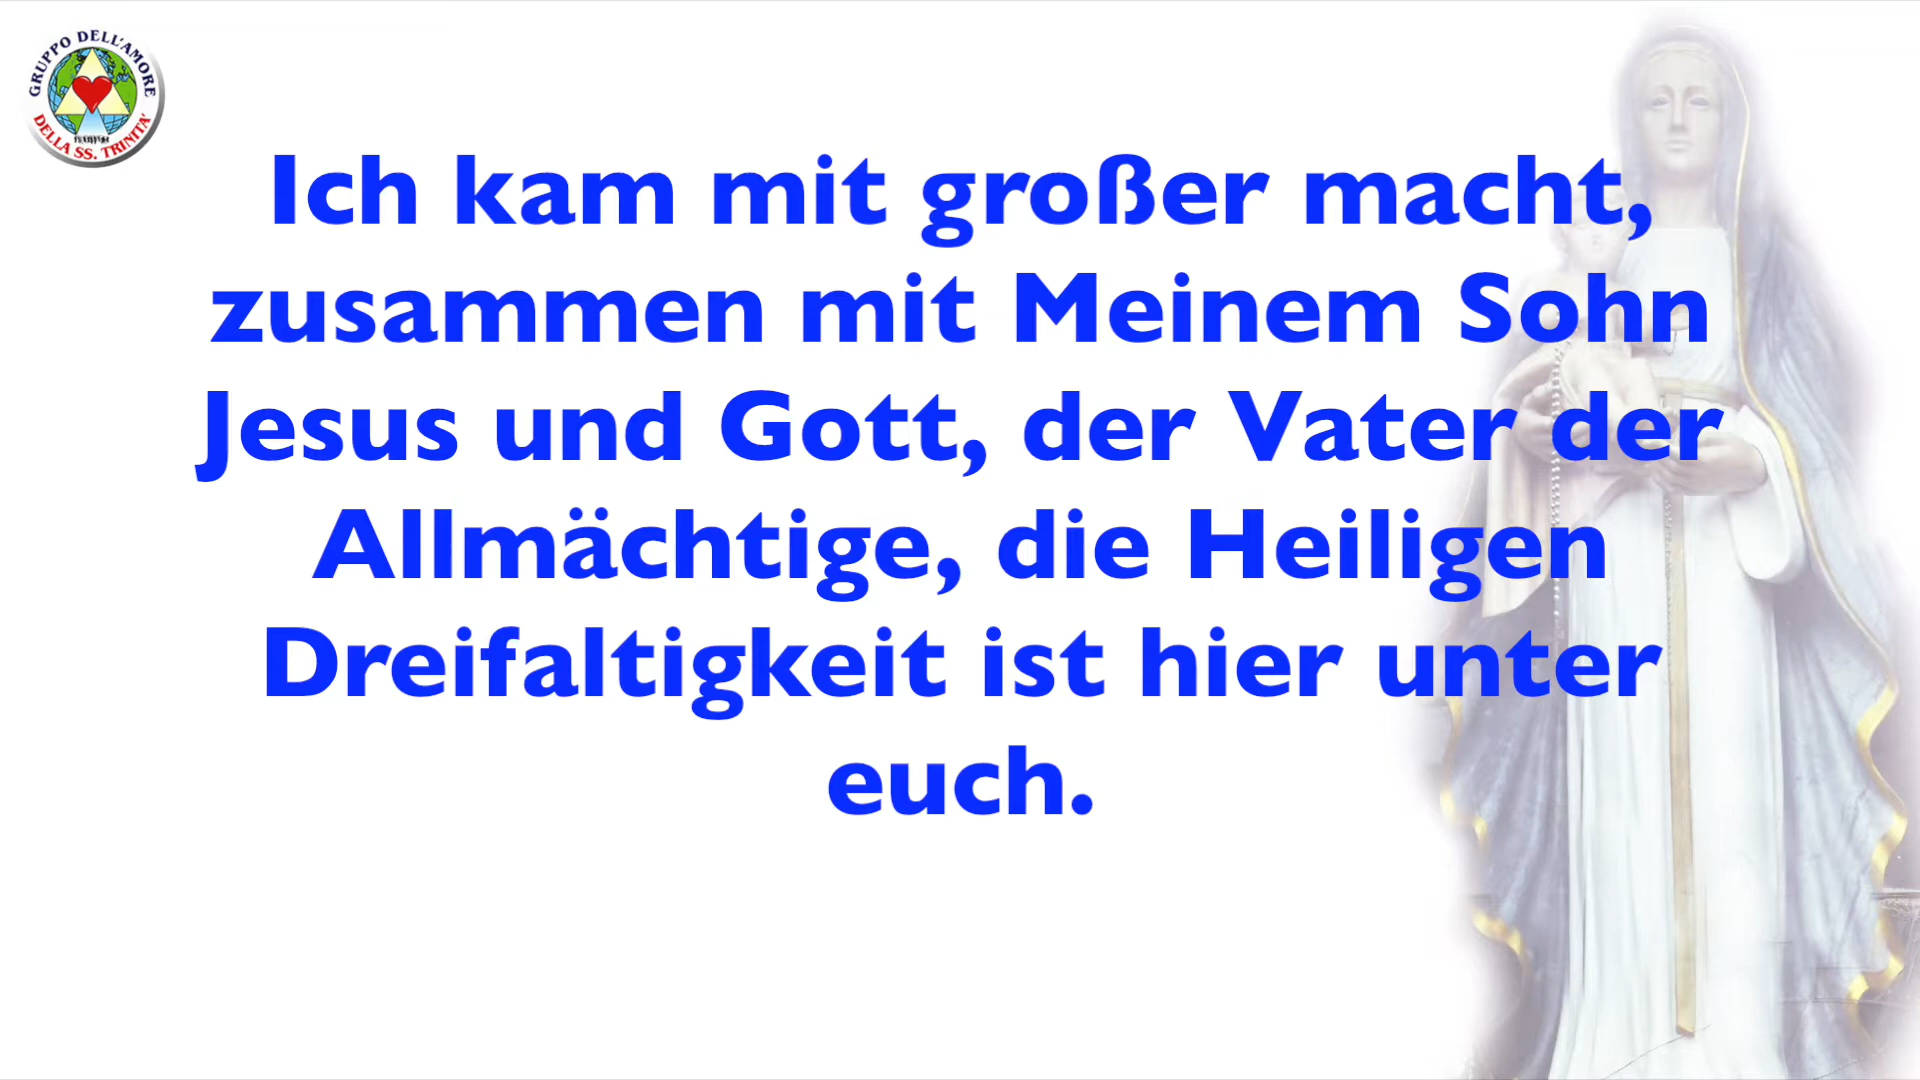 GRUPPO DELL'AMORE
DELLA SS. TRINITA'
Ich kam mit großer macht,
zusammen mit Meinem Sohn
Jesus und Gott, der Vater der
Allmächtige, die Heiligen
Dreifaltigkeit ist hier unter
euch.